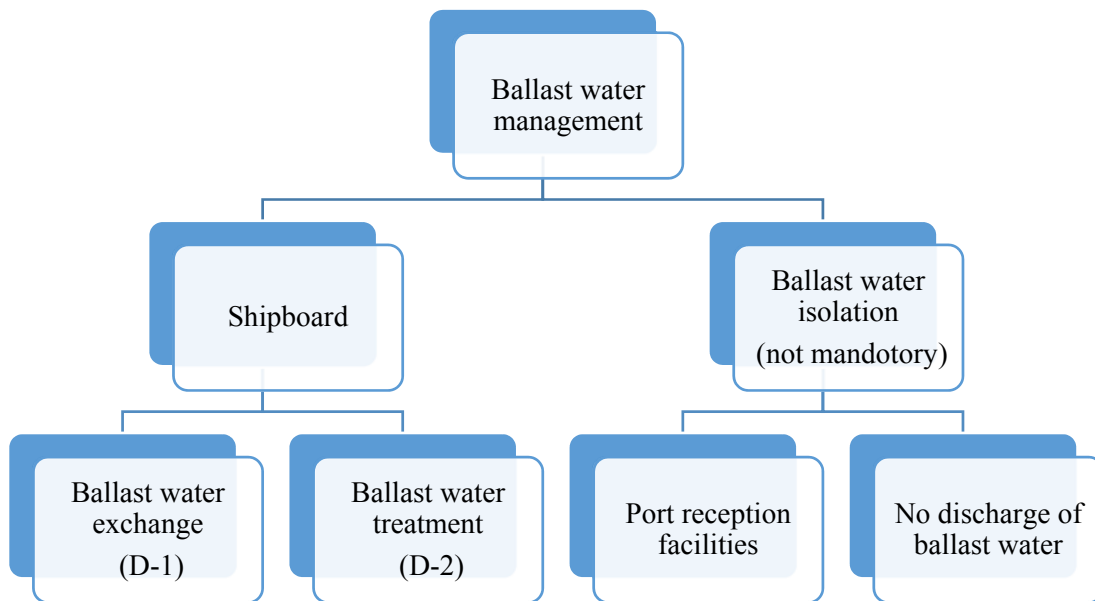 Ballast water
management
Shipboard
Ballast water
isolation
(not mandotory)
Ballast water
exchange
(D-1)
Ballast water
treatment
(D-2)
Port reception
facilities
No discharge of
ballast water